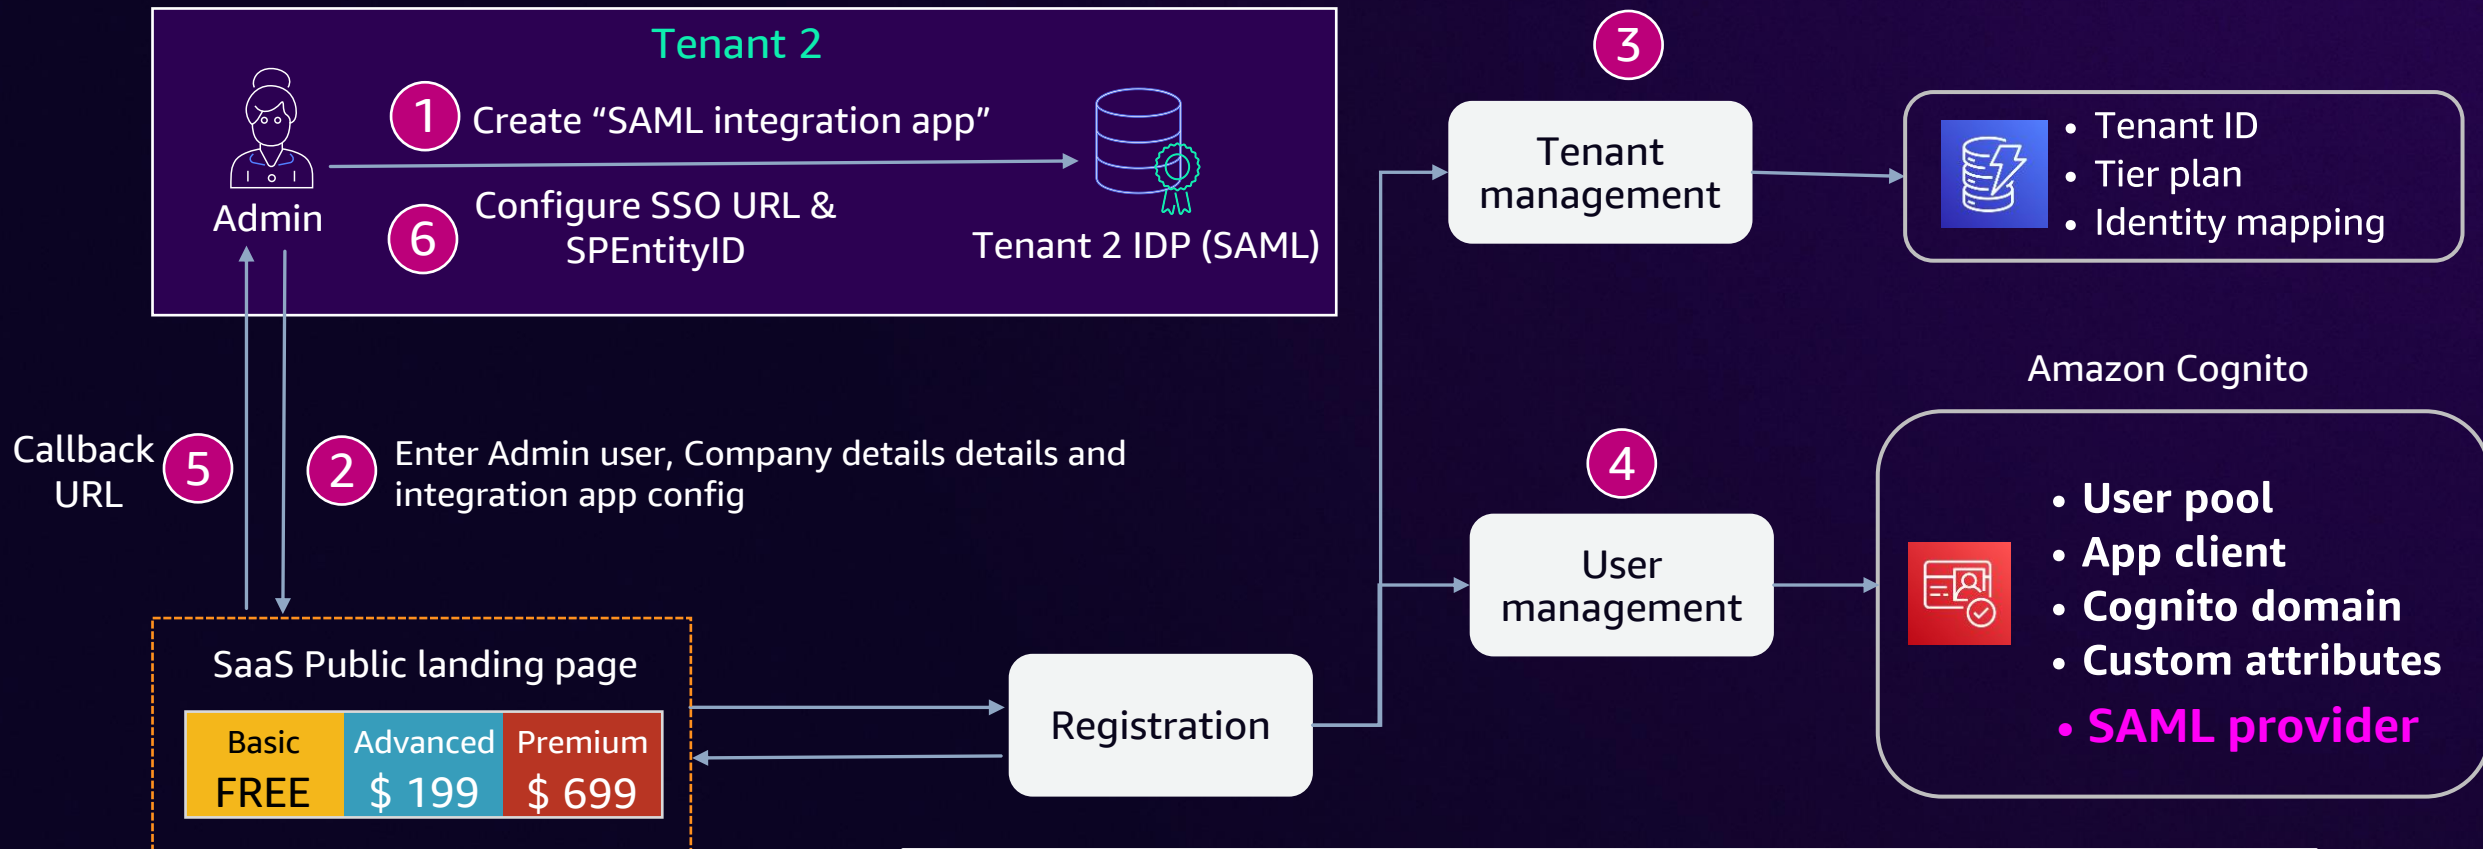 Tenant 2
1
Create “SAML integration app”
6
Configure SSO URL &
SPEntityID
Admin
Tenant 2 IDP (SAML)
3
Tenant
management
• Tenant ID
• Tier plan
• Identity mapping
Callback
URL
5
2
Enter Admin user, Company details details and
integration app config
4
User
management
Amazon Cognito
• User pool
• App client
• Cognito domain
• Custom attributes
• SAML provider
SaaS Public landing page
Basic
FREE
Advanced
$ 199
Premium
$ 699
Registration